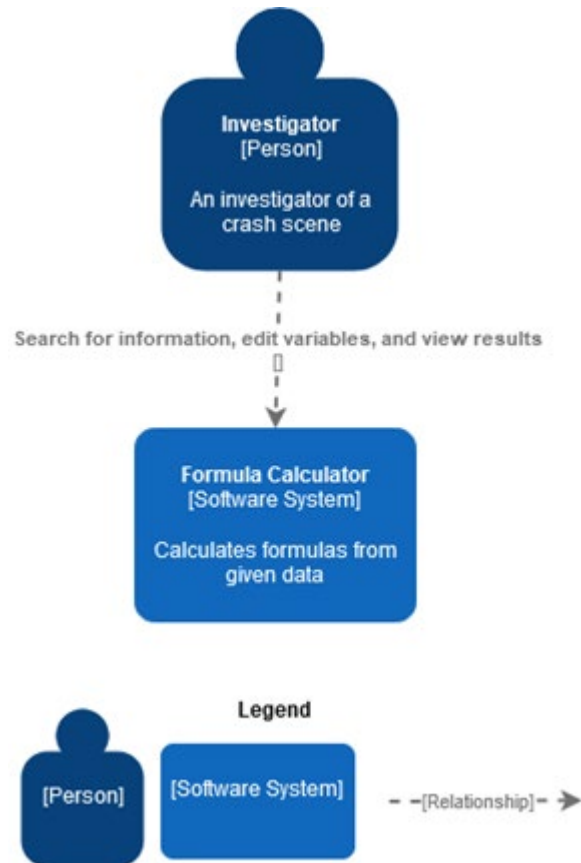 Investigator
[Person]
An investigator of a
crash scene
Search for information, edit variables, and view results
[]
Formula Calculator
[Software System]
Calculates formulas from
given data
Legend
[Person]
[Software System]
[Relationship]